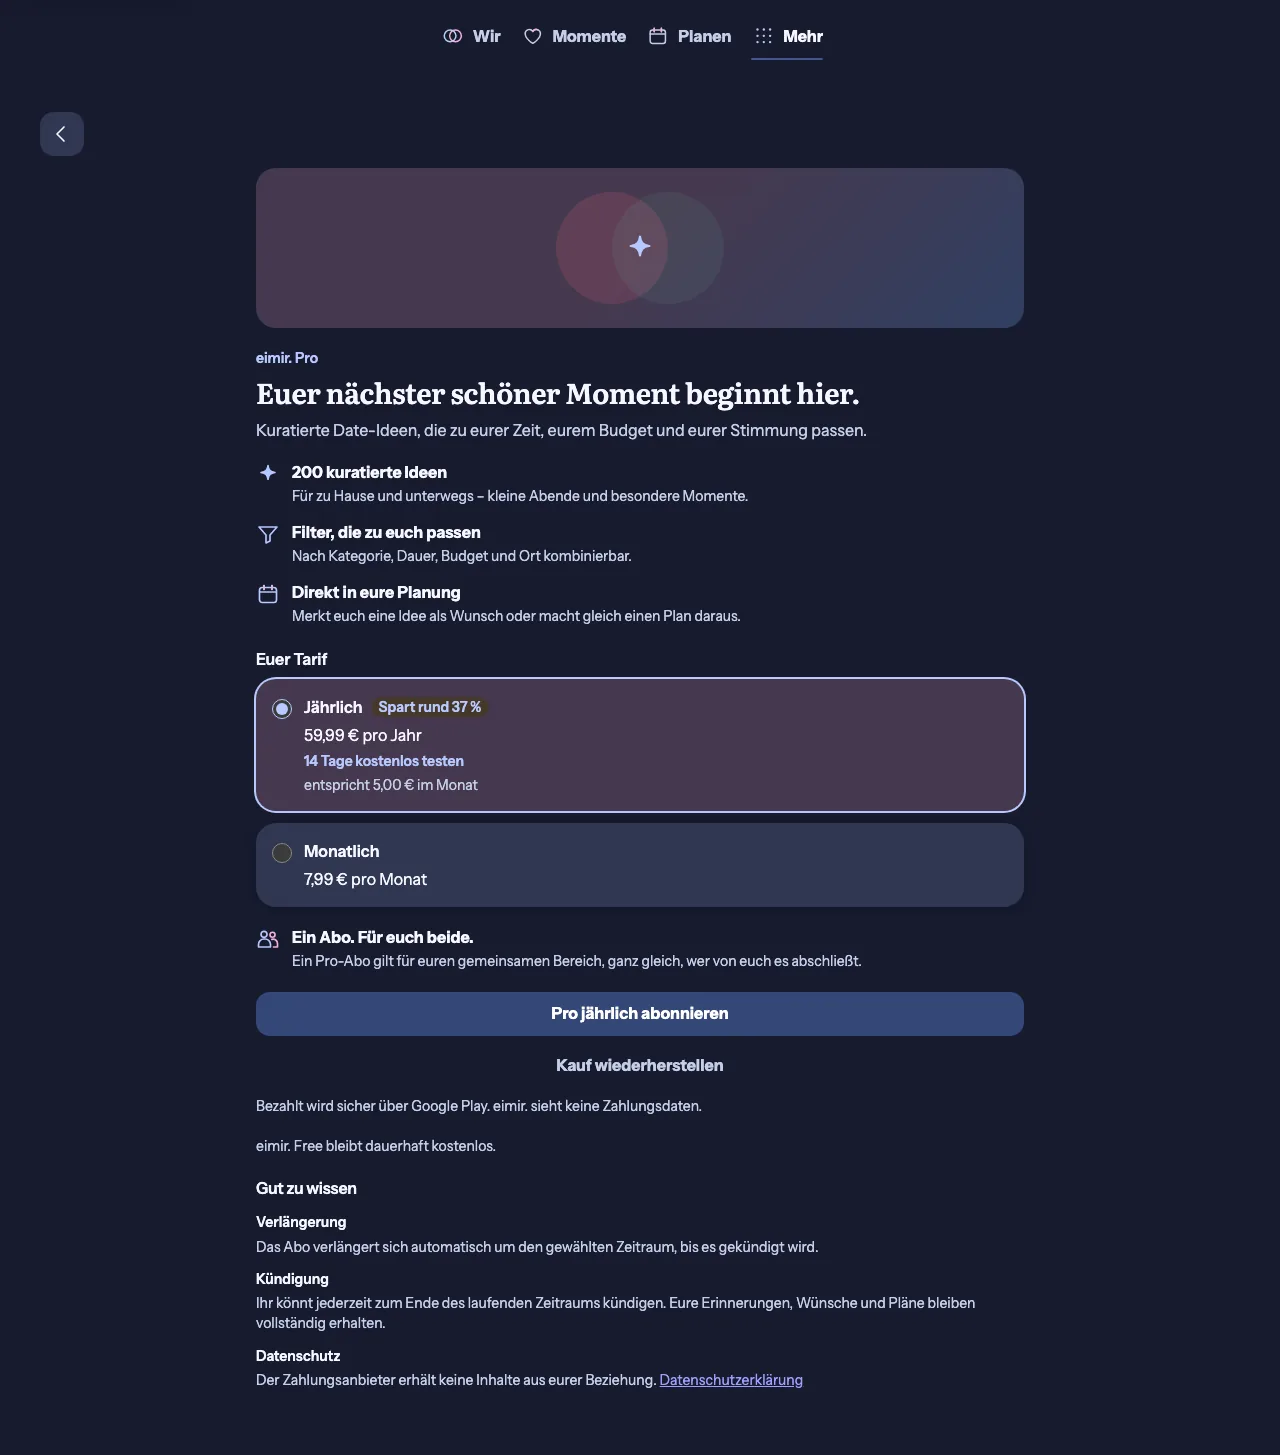 Wir
Momente
Planen
Mehr
eimir. Pro
Euer nächster schöner Moment beginnt hier.
Kuratierte Date-Ideen, die zu eurer Zeit, eurem Budget und eurer Stimmung passen.
200 kuratierte Ideen
Für zu Hause und unterwegs – kleine Abende und besondere Momente.
Filter, die zu euch passen
Nach Kategorie, Dauer, Budget und Ort kombinierbar.
Direkt in eure Planung
Merkt euch eine Idee als Wunsch oder macht gleich einen Plan daraus.
Euer Tarif
Jährlich Spart rund 37 %
59,99 € pro Jahr
14 Tage kostenlos testen
entspricht 5,00 € im Monat
Monatlich
7,99 € pro Monat
Ein Abo. Für euch beide.
Ein Pro-Abo gilt für euren gemeinsamen Bereich, ganz gleich, wer von euch es abschließt.
Pro jährlich abonnieren
Kauf wiederherstellen
Bezahlt wird sicher über Google Play. eimir. sieht keine Zahlungsdaten.
eimir. Free bleibt dauerhaft kostenlos.
Gut zu wissen
Verlängerung
Das Abo verlängert sich automatisch um den gewählten Zeitraum, bis es gekündigt wird.
Kündigung
Ihr könnt jederzeit zum Ende des laufenden Zeitraums kündigen. Eure Erinnerungen, Wünsche und Pläne bleiben
vollständig erhalten.
Datenschutz
Der Zahlungsanbieter erhält keine Inhalte aus eurer Beziehung. Datenschutzerklärung